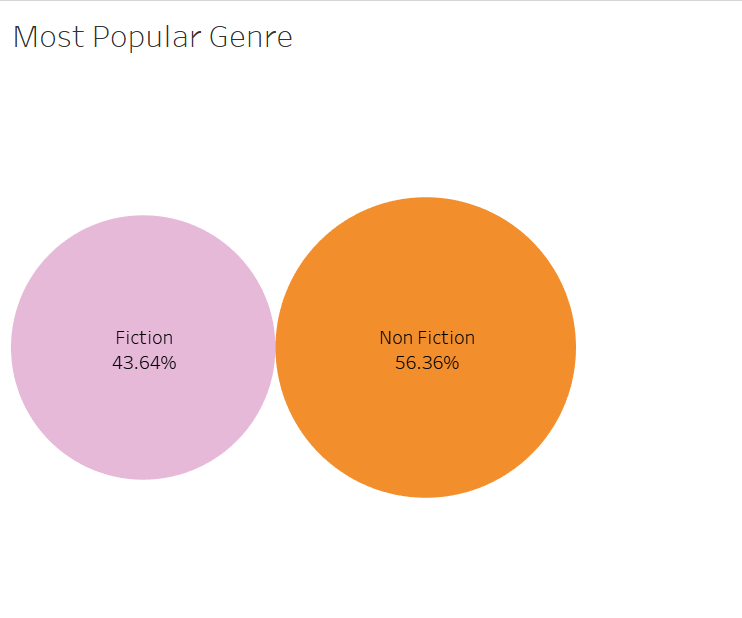 Most Popular Genre
Fiction
43.64%
Non Fiction
56.36%